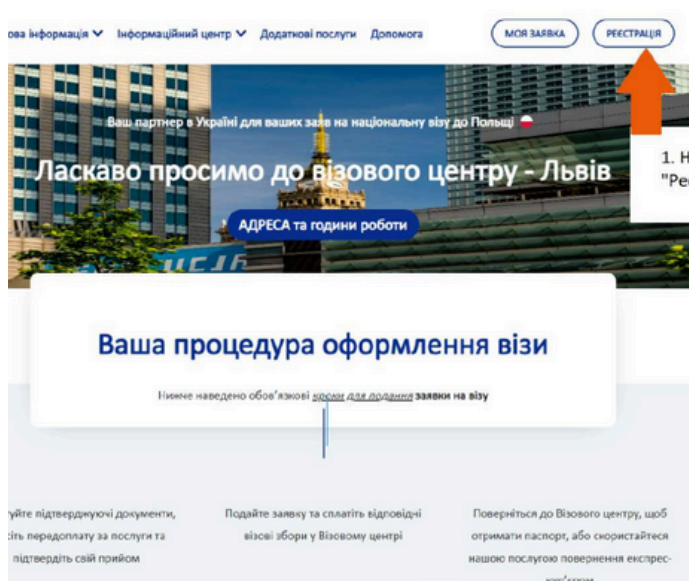 ова інформація Інформаційний центр Додаткові послуги Допомога МОЯ ЗАЯВКА РЕЄСТРАЦІЯ
Ваш партнер в Україні для ваших заяв на національну візу до Польщі
1. Н
Ласкаво просимо до візового центру - Львів
"Ре
АДРЕСА та години роботи
Ваша процедура оформлення візи
Нижче наведено обов'язкові кроки для подання заявки на візу
уйте підтверджуючі документи,
сіть передоплату за послуги та
підтвердіть свій прийом
Подайте заявку та сплатіть відповідні
візові збори у Візовому центрі
Поверніться до Візового центру, щоб
отримати паспорт, або скористайтеся
нашою послугою повернення експрес-